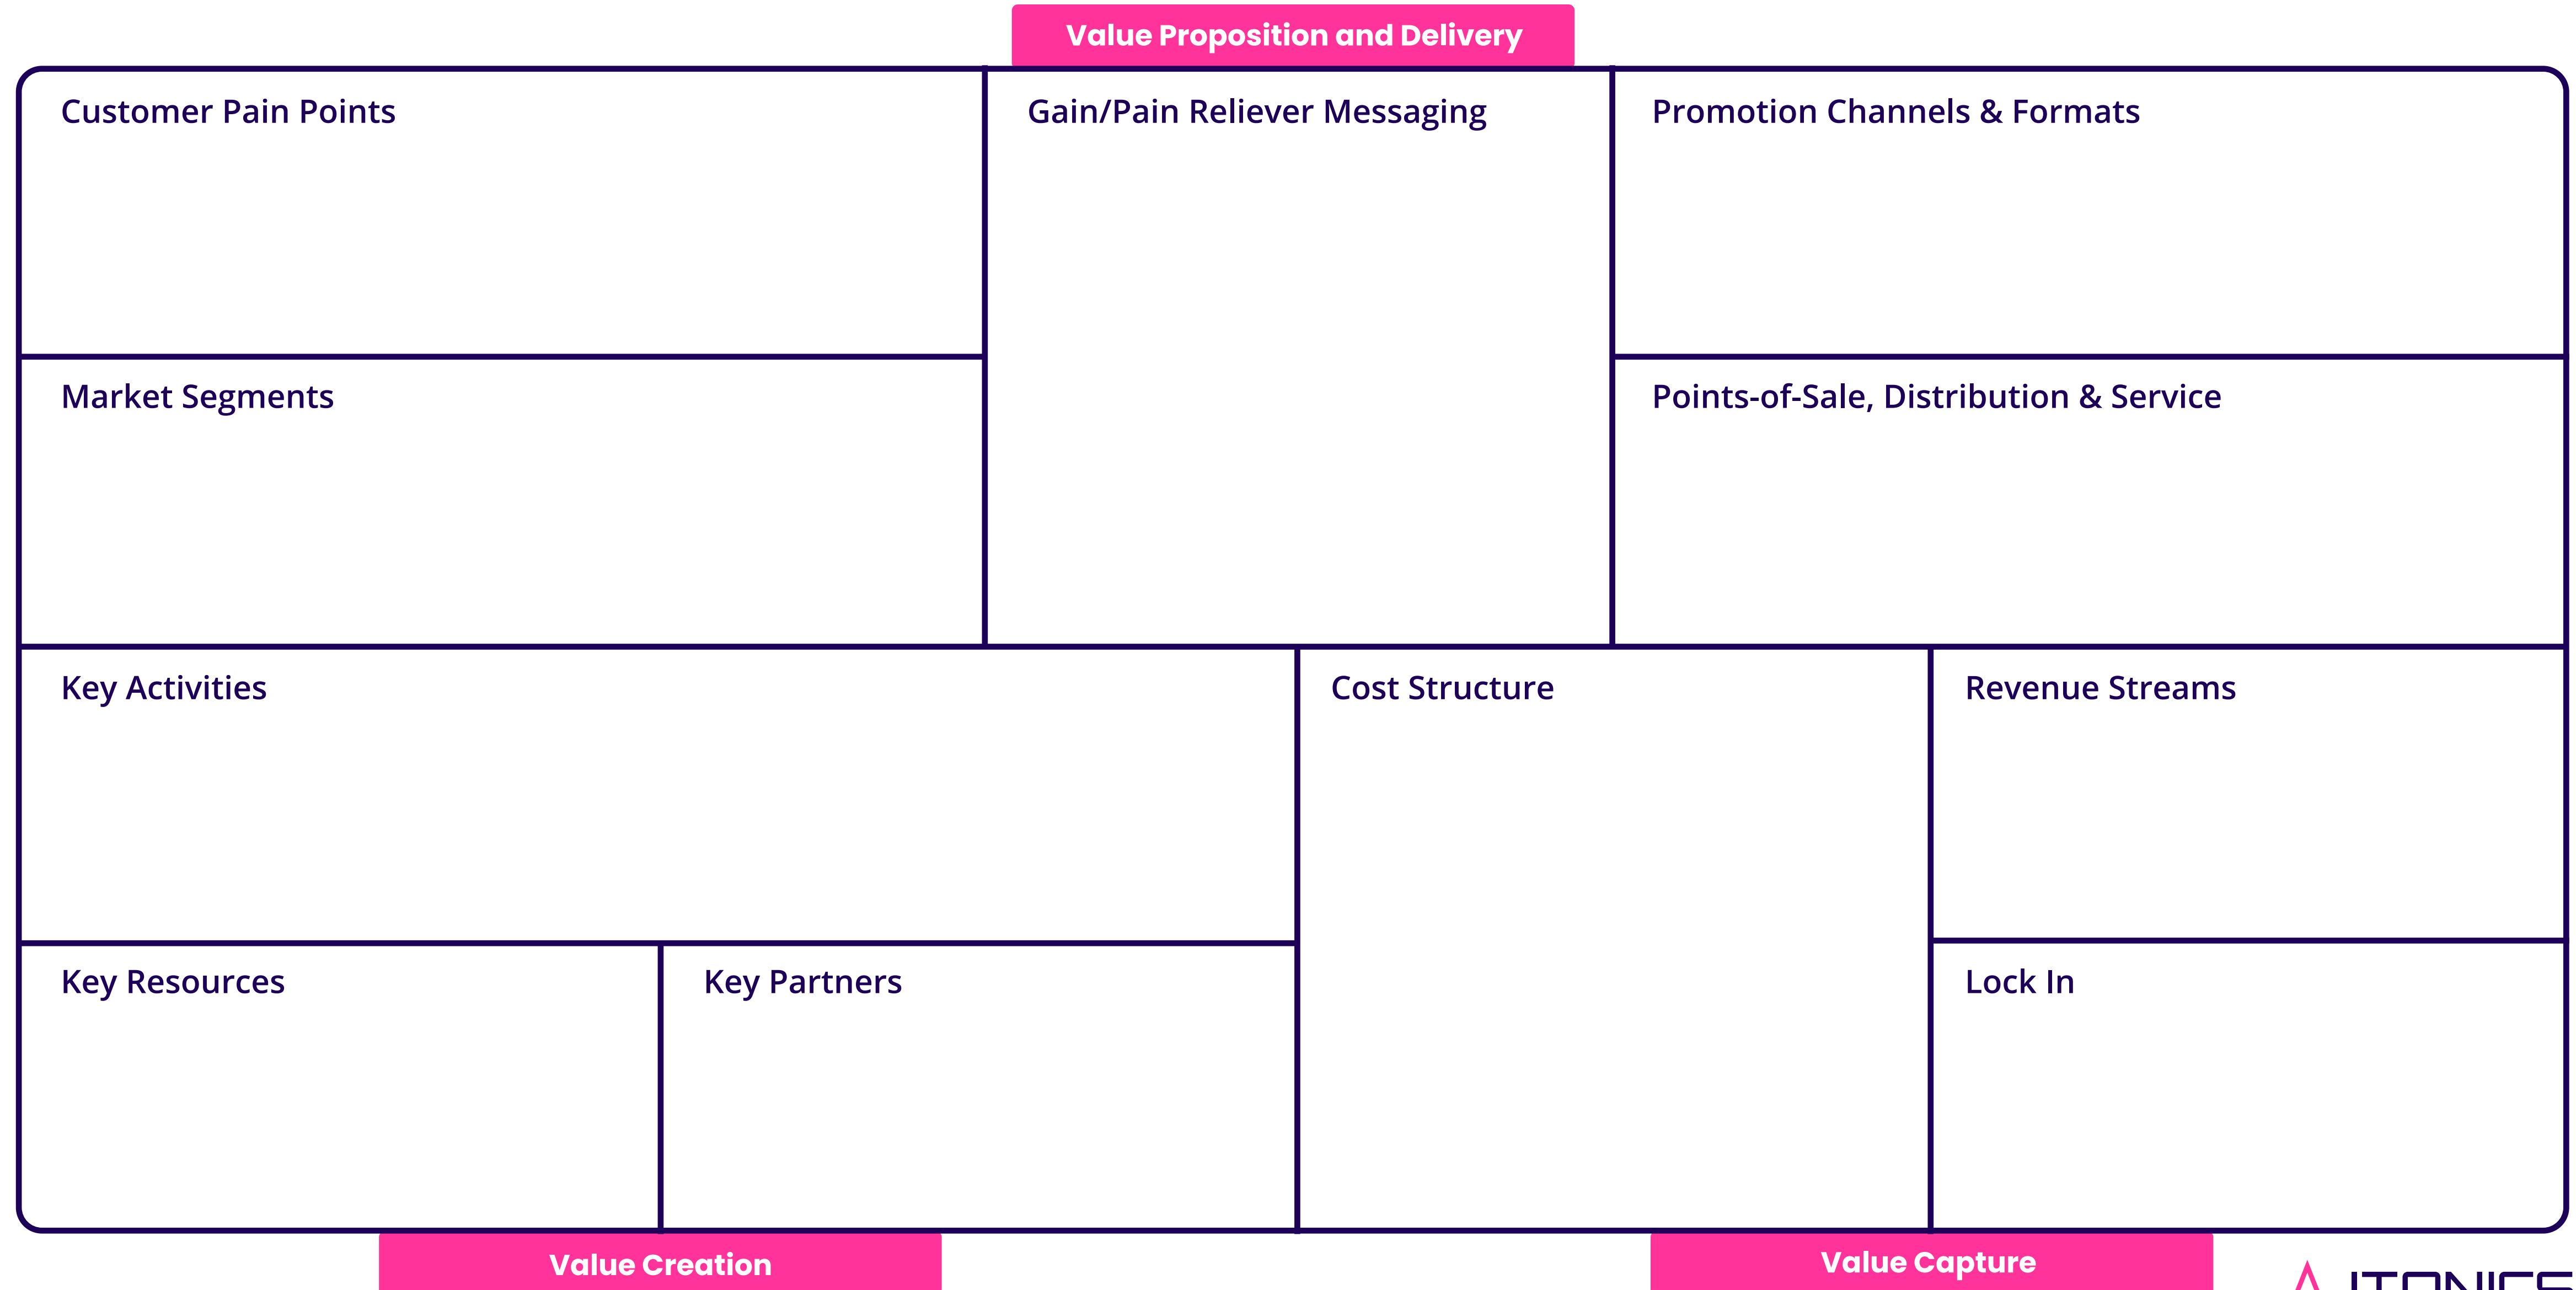 Value Proposition and Delivery
Customer Pain Points
Gain/Pain Reliever Messaging
Promotion Channels & Formats
Market Segments
Points-of-Sale, Distribution & Service
Key Activities
Cost Structure
Revenue Streams
Key Resources
Key Partners
Lock In
Value Creation
Value Capture
ITONICS